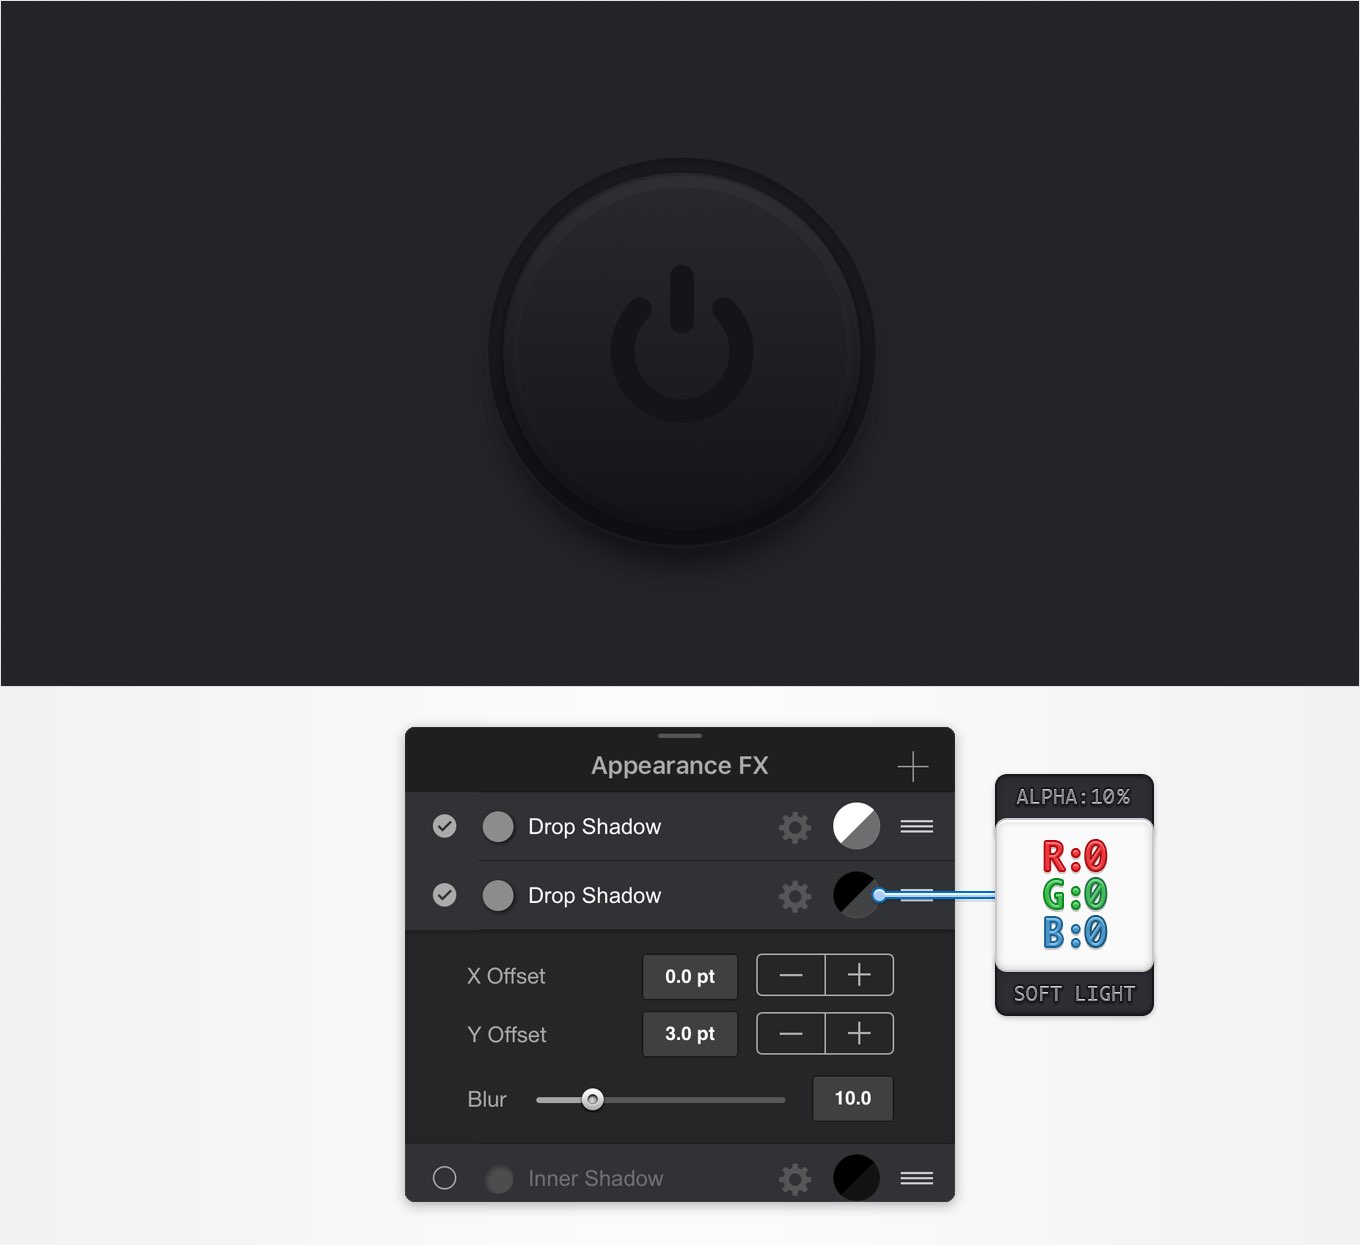 Appearance FX
Drop Shadow
Drop Shadow
X Offset 0.0 pt
Y Offset 3.0 pt
Blur 10.0
Inner Shadow
ALPHA:10%
R:0
G:0
B:0
SOFT LIGHT